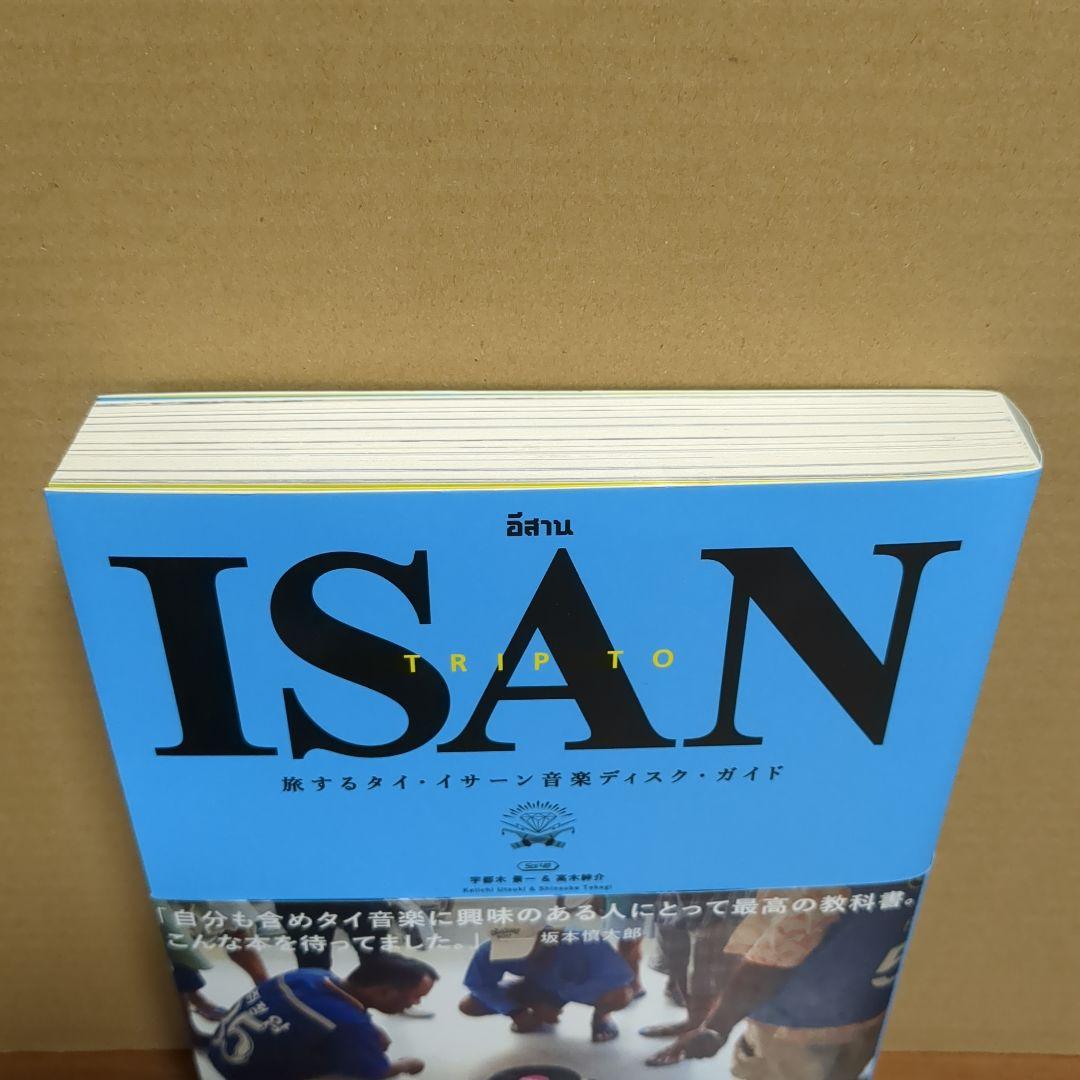 อีสาน
ISAN
TRIP TO
旅するタイ・イサーン音楽ディスク・ガイド
Soi48
宇都木 景一 & 高木紳介
Keiichi Utsuki & Shinsuke Takagi
「自分も含めタイ音楽に興味のある人にとって最高の教科書。
こんな本を待ってました。」 坂本慎太郎